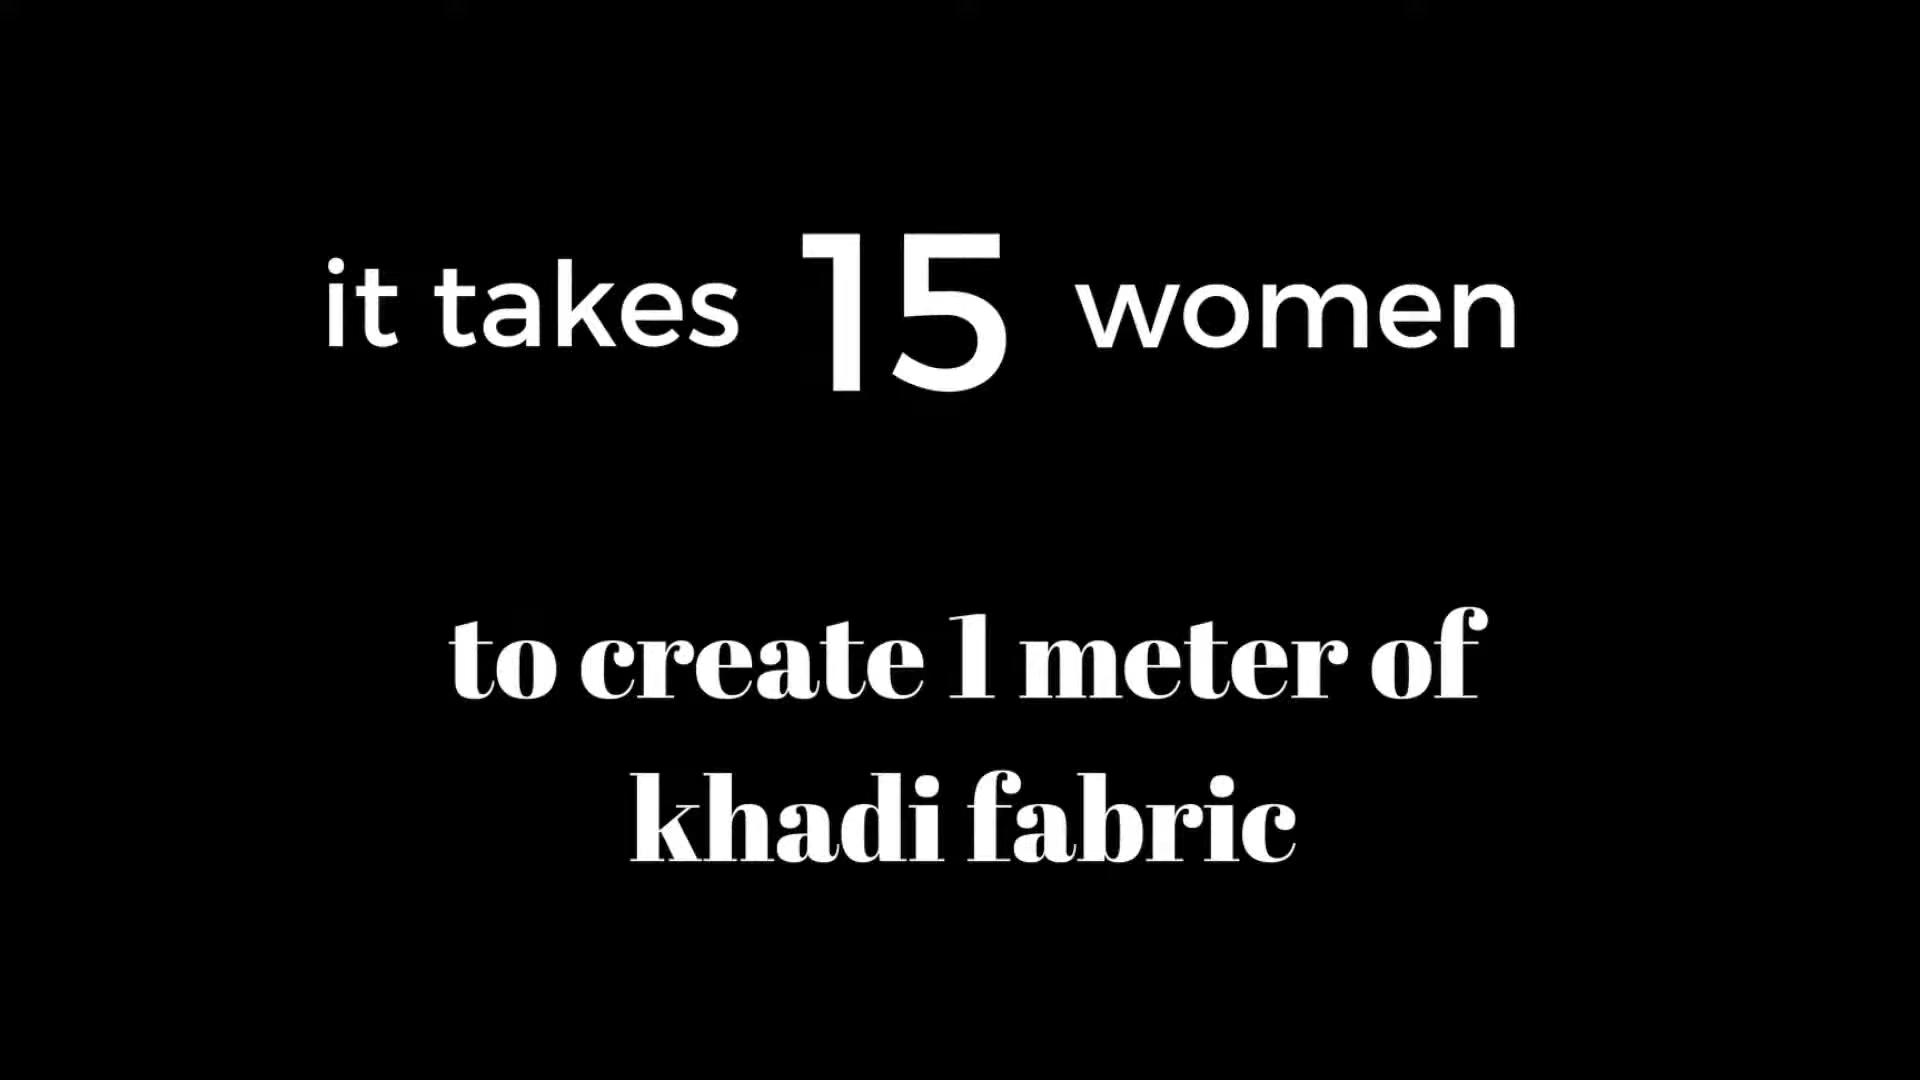 it takes 15 women
to create 1 meter of
khadi fabric